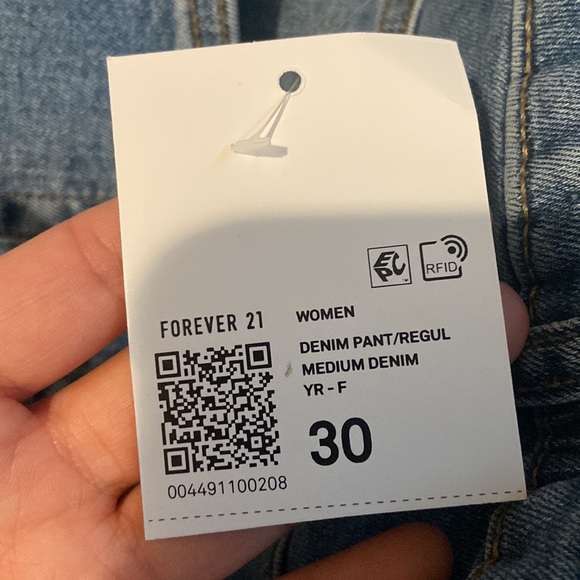 EPC
RFID
FOREVER 21
WOMEN
DENIM PANT/REGUL
MEDIUM DENIM
YR - F
30
004491100208